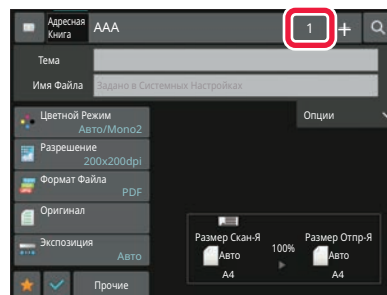 Адресная
Книга
AAA
1
Тема
Имя Файла
Задано в Системных Настройках
Цветной Режим
Авто/Mono2
Опции
Разрешение
200x200dpi
Формат Файла
PDF
Оригинал
Экспозиция
Авто
Размер Скан-Я
100%
Размер Отпр-Я
Авто
Авто
A4
A4
Прочие